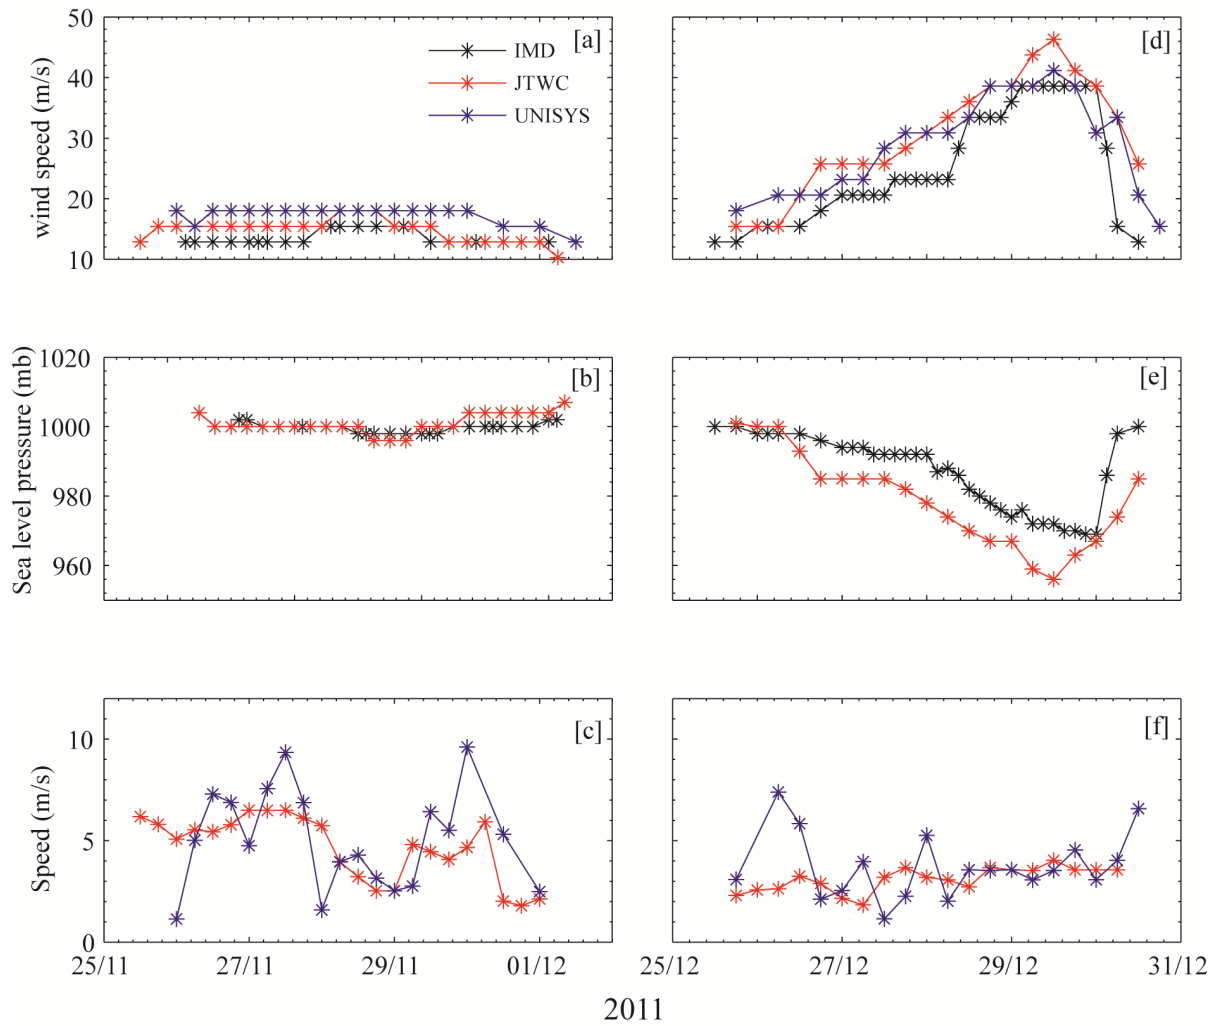 50
40
30
20
10
wind speed (m/s)
IMD
JTWC
UNISYS
[a]
[d]
1020
1000
980
960
Sea level pressure (mb)
[b]
[e]
10
5
0
Speed (m/s)
[c]
[f]
25/11
27/11
29/11
01/12
25/12
27/12
29/12
31/12
2011